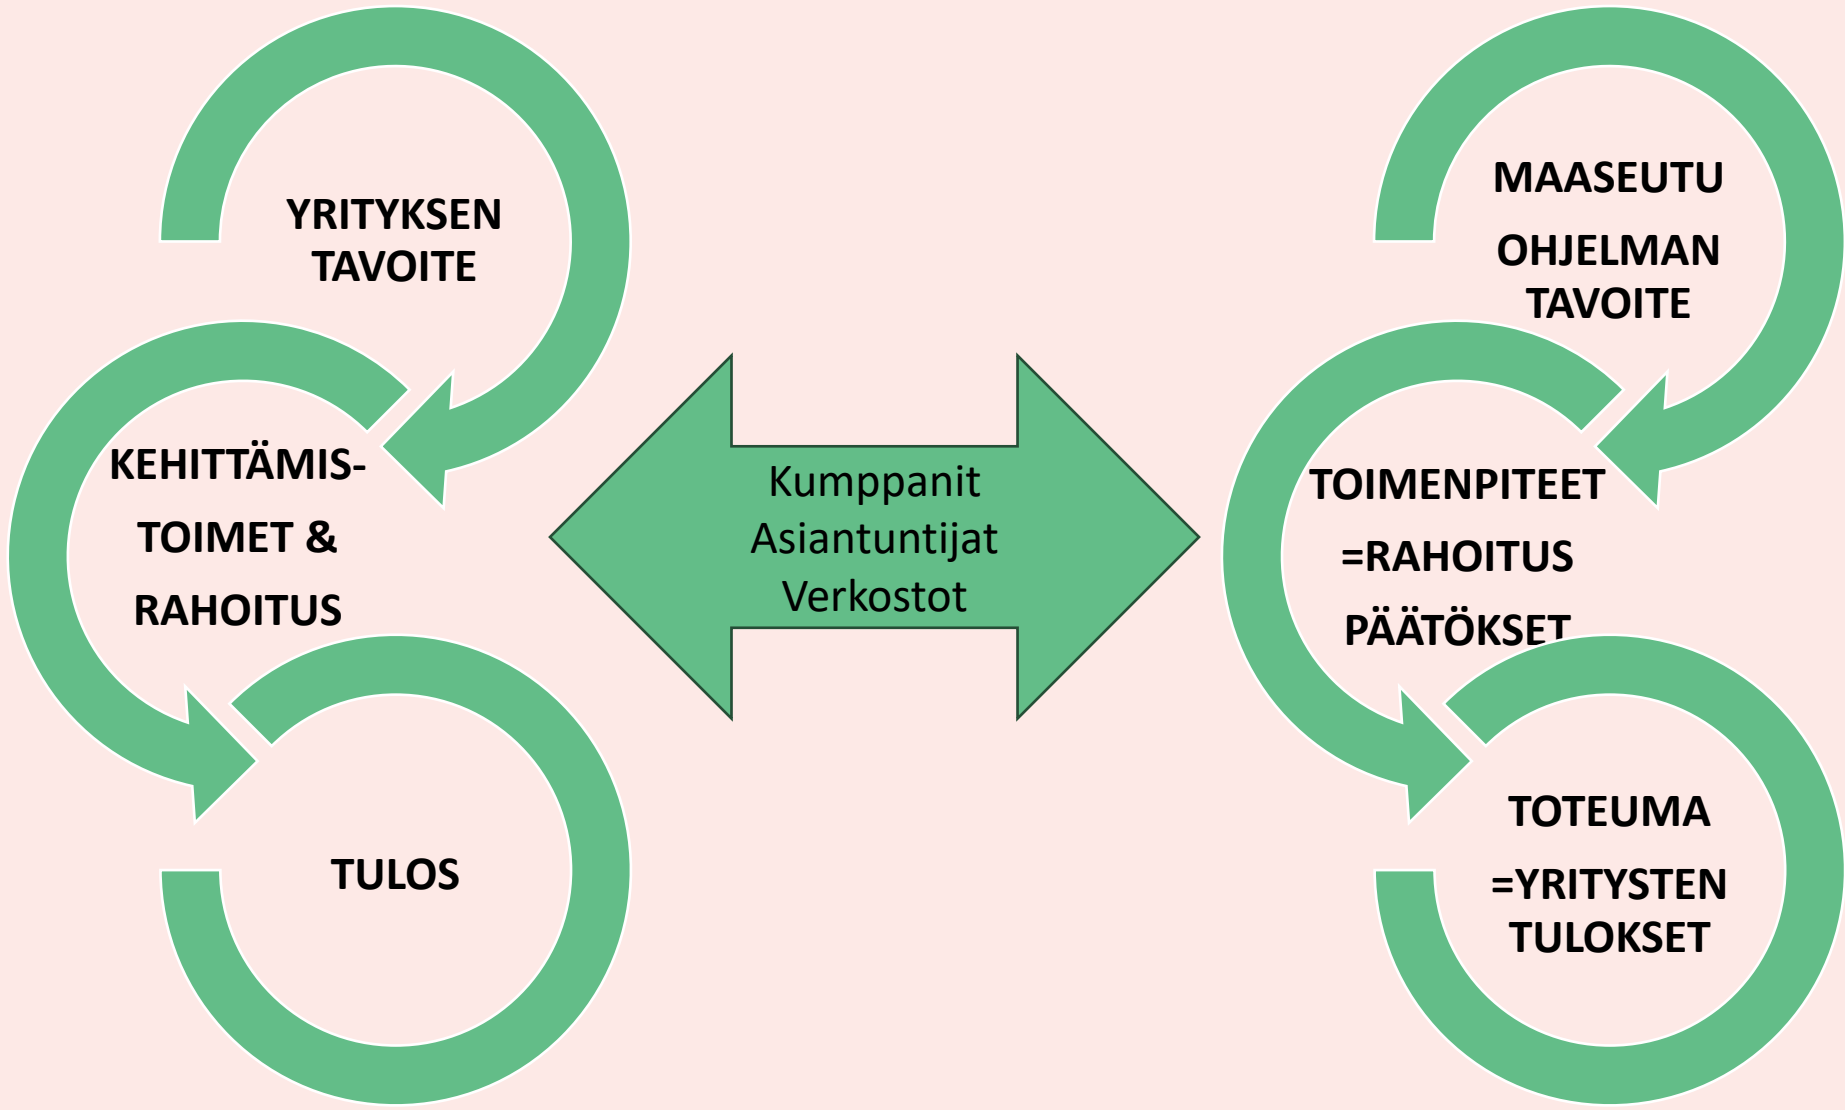 YRITYKSEN
TAVOITE
KEHITTÄMIS-
TOIMET &
RAHOITUS
TULOS
Kumppanit
Asiantuntijat
Verkostot
MAASEUTU
OHJELMAN
TAVOITE
TOIMENPITEET
=RAHOITUS
PÄÄTÖKSET
TOTEUMA
=YRITYSTEN
TULOKSET